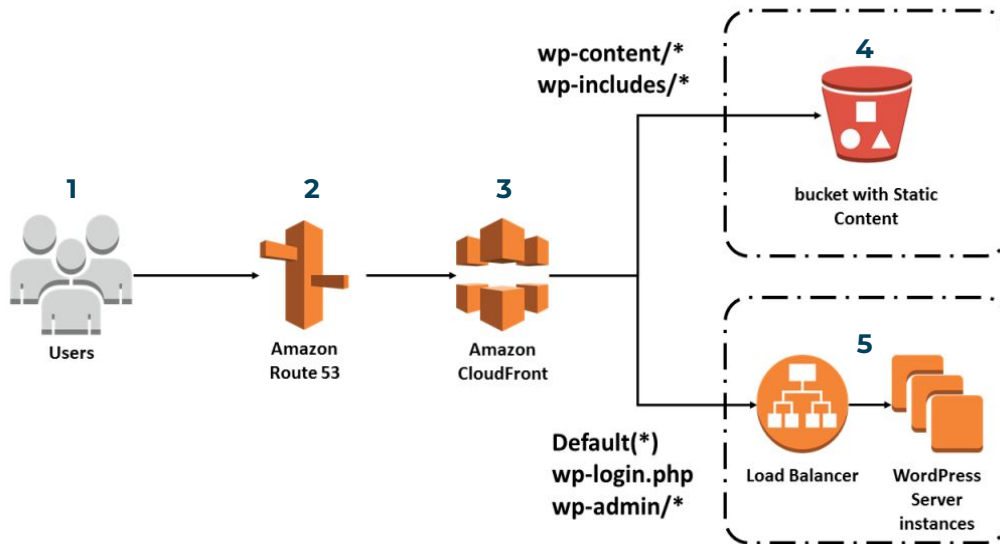 1
Users
2
Amazon
Route 53
3
Amazon
CloudFront
wp-content/*
wp-includes/*
4
bucket with Static
Content
Default(*)
wp-login.php
wp-admin/*
5
Load Balancer
WordPress
Server
instances